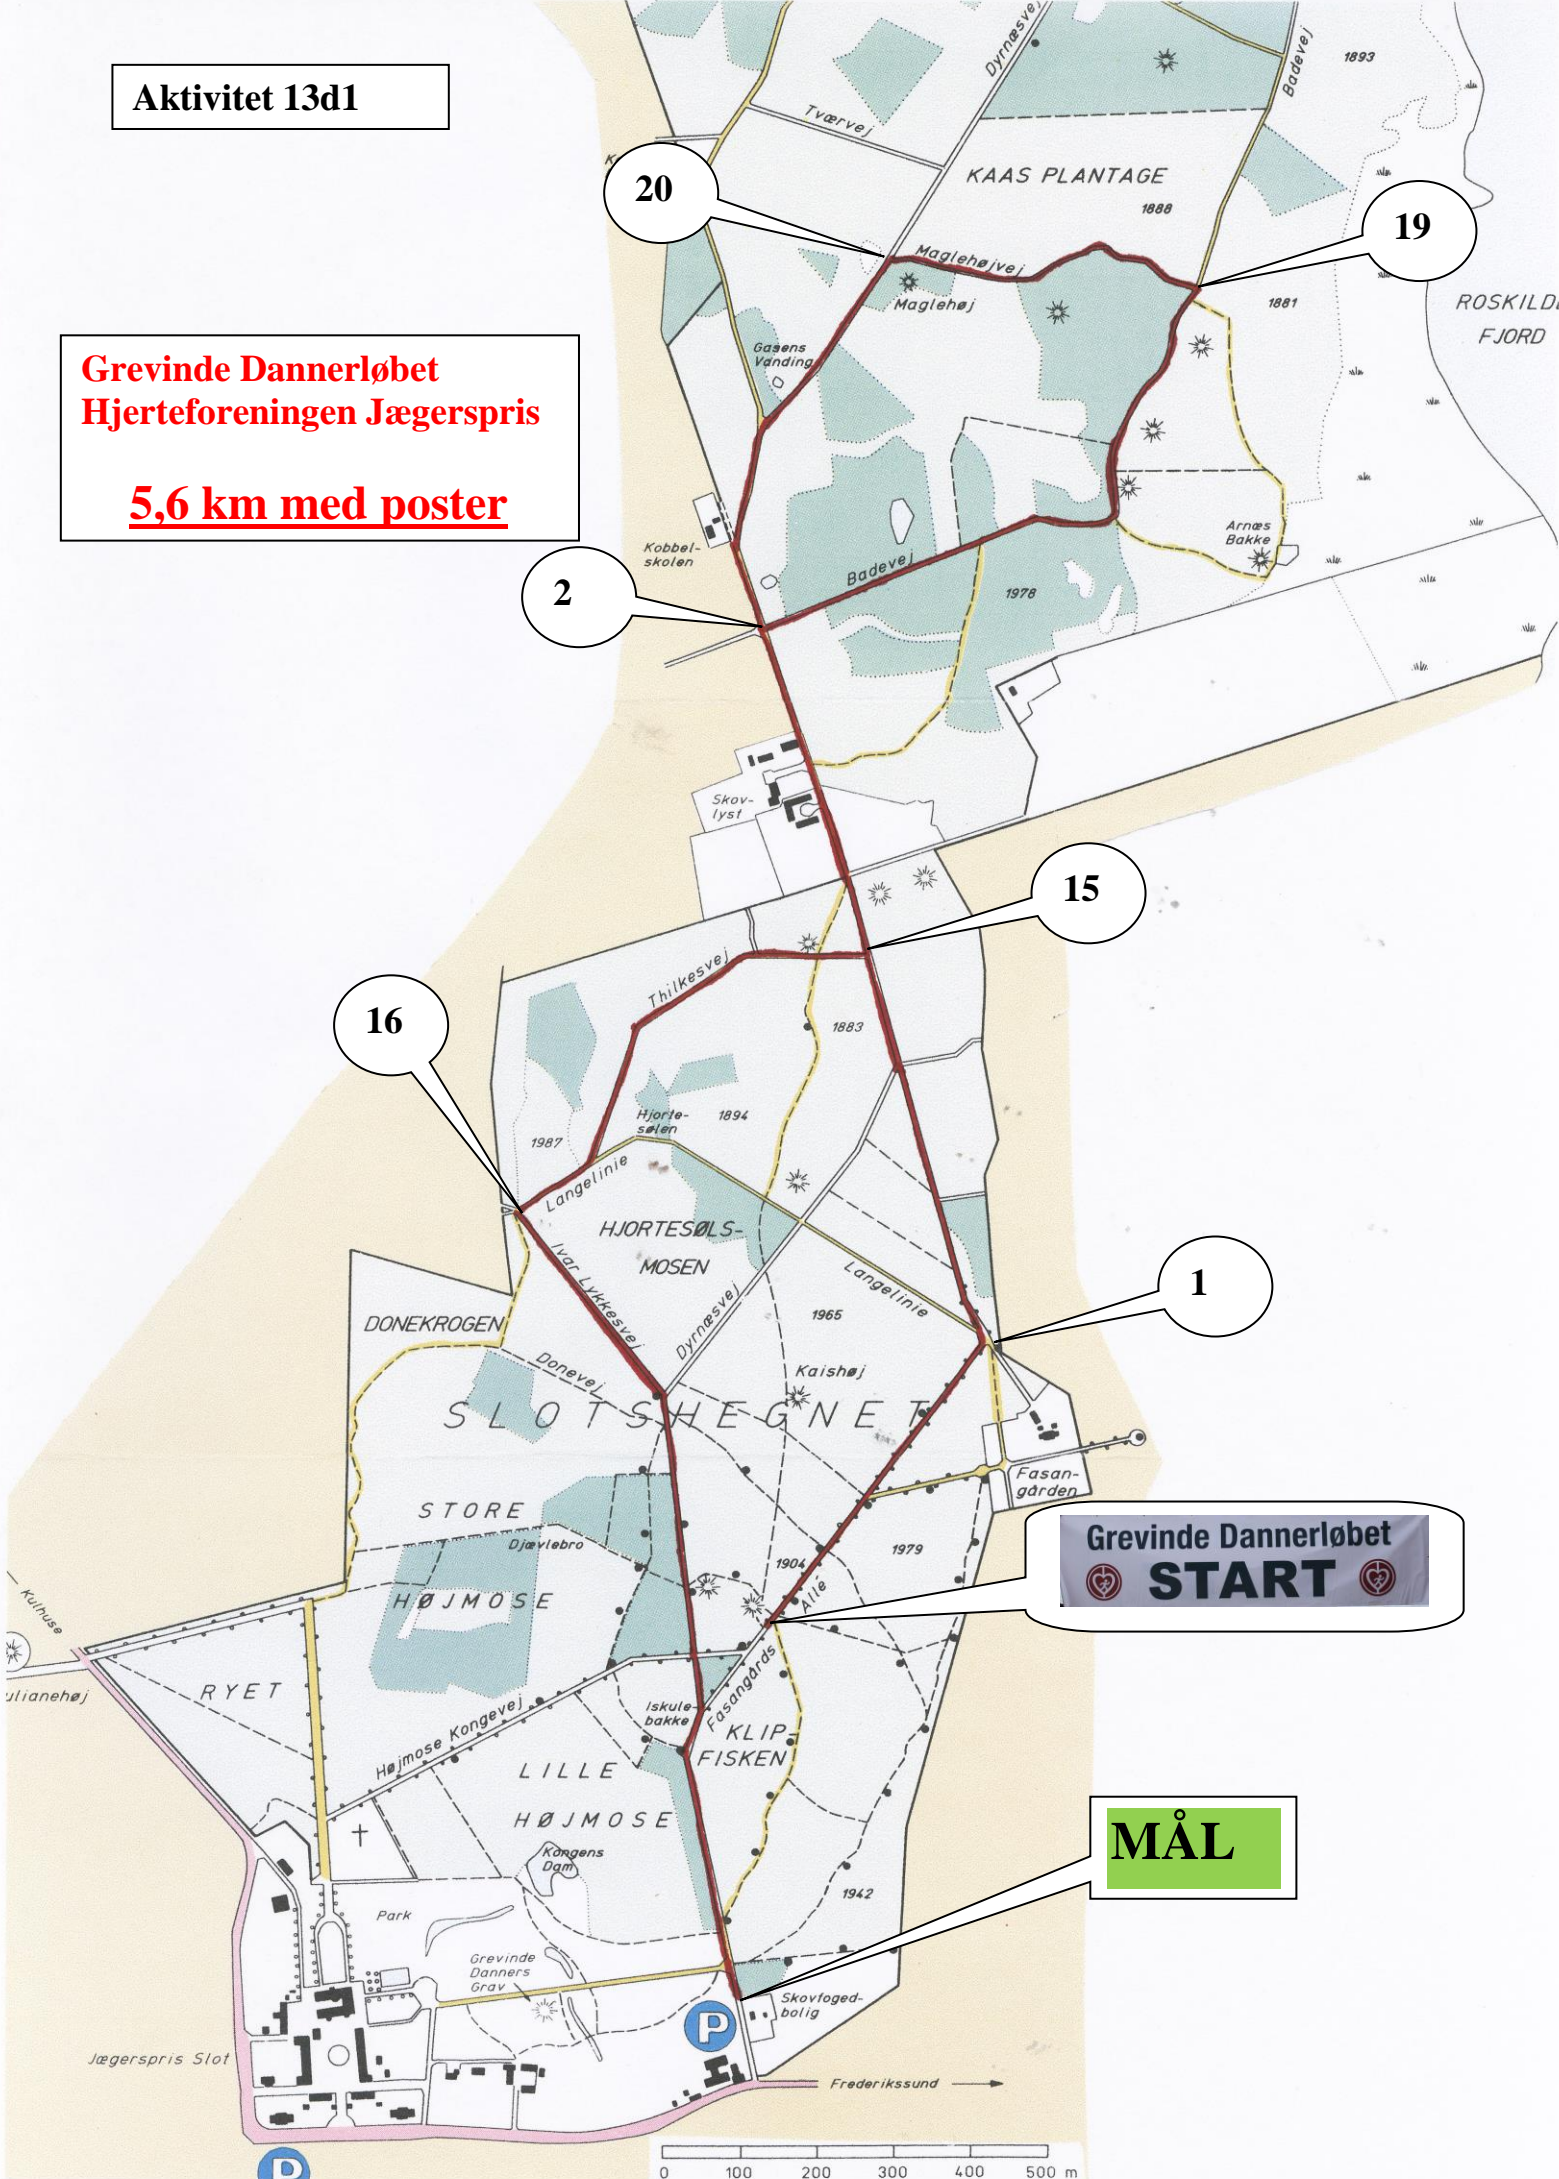 Aktivitet 13d1
Dyrnæsvej
Badevej
1893
Tværvej
KAAS PLANTAGE
1888
20
19
Maglehøjvej
Maglehøj
1881
ROSKILD
FJORD
Grevinde Dannerløbet
Hjerteforeningen Jægerspris
5,6 km med poster
Gasens
Vanding
Kobbel-
skolen
Arnæs
Bakke
2
Badevej
1978
Skov-
lyst
15
Thilkesvej
16
1883
Hjorte-
sølen
1894
1987
Langelinie
HJORTESØLS-
MOSEN
Ivar Lykkesvej
Langelinie
1
1965
DONEKROGEN
Dyrnæsvej
Donevej
Kaishøj
SLOTSHEGNET
Fasan-
gården
STORE
Djævlebro
1904
1979
Grevinde Dannerløbet
START
HØJMOSE
Allé
Kulhuse
ulianehøj
RYET
Iskule-
bakke
Fasangårds
KLIP-
FISKEN
Højmose Kongevej
LILLE
HØJMOSE
MÅL
Kongens
Dam
1942
Park
Grevinde
Danners
Grav
Skovfoged-
bolig
P
Jægerspris Slot
Frederikssund
P
0 100 200 300 400 500 m